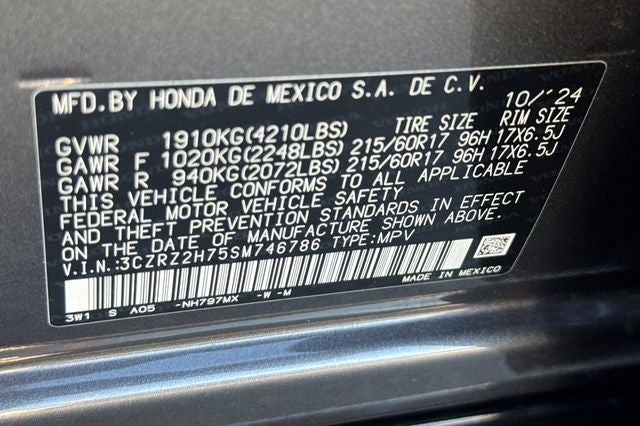 MFD.BY HONDA DE MEXICO S.A. DE C.V. 10/'24
TIRE SIZE RIM SIZE
GVWR 1910KG(4210LBS)
GAWR F 1020KG(2248LBS) 215/60R17 96H 17X6.5J
GAWR R 940KG(2072LBS) 215/60R17 96H 17X6.5J
THIS VEHICLE CONFORMS TO ALL APPLICABLE
FEDERAL MOTOR VEHICLE SAFETY
AND THEFT PREVENTION STANDARDS IN EFFECT
ON THE DATE OF MANUFACTURE SHOWN ABOVE.
V.I.N.:3CZRZ2H75SM746786 TYPE:MPV
MADE IN MEXICO
3W1 S A05 -NH797MX -W-M